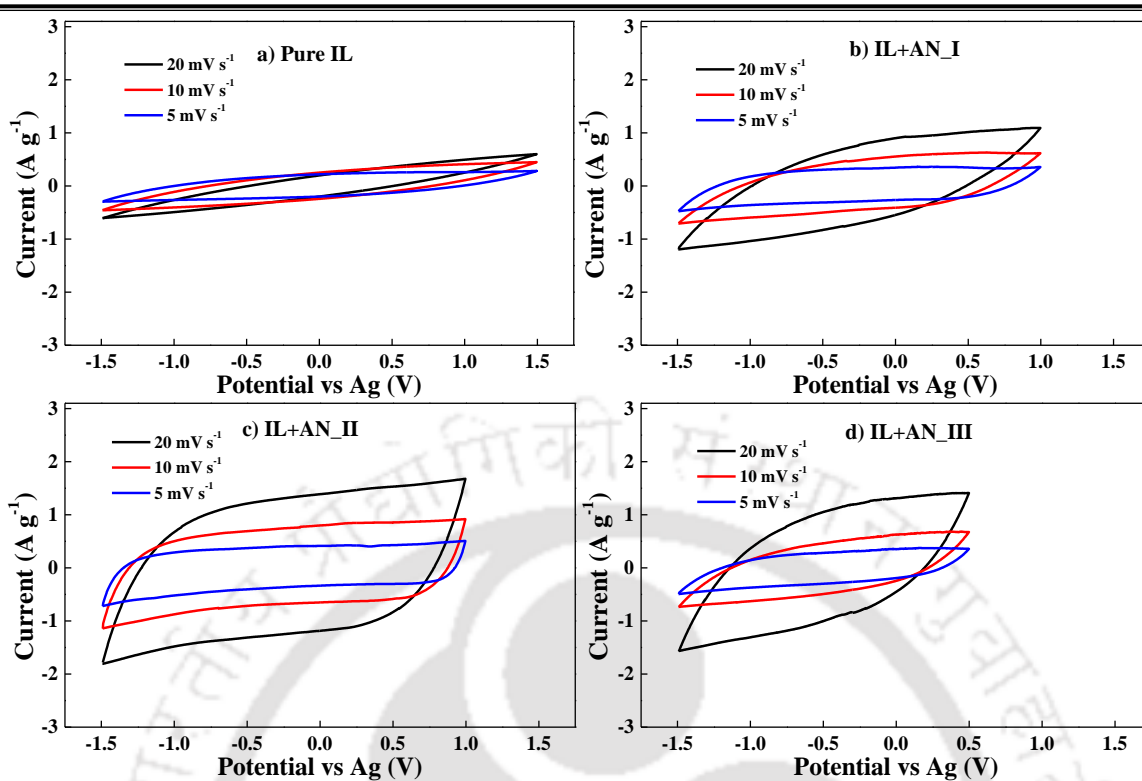 a) Pure IL
20 mV s-1
10 mV s-1
5 mV s-1
3
2
1
0
-1
-2
-3
Current (A g-1)
-1.5 -1.0 -0.5 0.0 0.5 1.0 1.5
Potential vs Ag (V)
b) IL+AN_I
20 mV s-1
10 mV s-1
5 mV s-1
3
2
1
0
-1
-2
-3
Current (A g-1)
-1.5 -1.0 -0.5 0.0 0.5 1.0 1.5
Potential vs Ag (V)
c) IL+AN_II
20 mV s-1
10 mV s-1
5 mV s-1
3
2
1
0
-1
-2
-3
Current (A g-1)
-1.5 -1.0 -0.5 0.0 0.5 1.0 1.5
Potential vs Ag (V)
d) IL+AN_III
20 mV s-1
10 mV s-1
5 mV s-1
3
2
1
0
-1
-2
-3
Current (A g-1)
-1.5 -1.0 -0.5 0.0 0.5 1.0 1.5
Potential vs Ag (V)